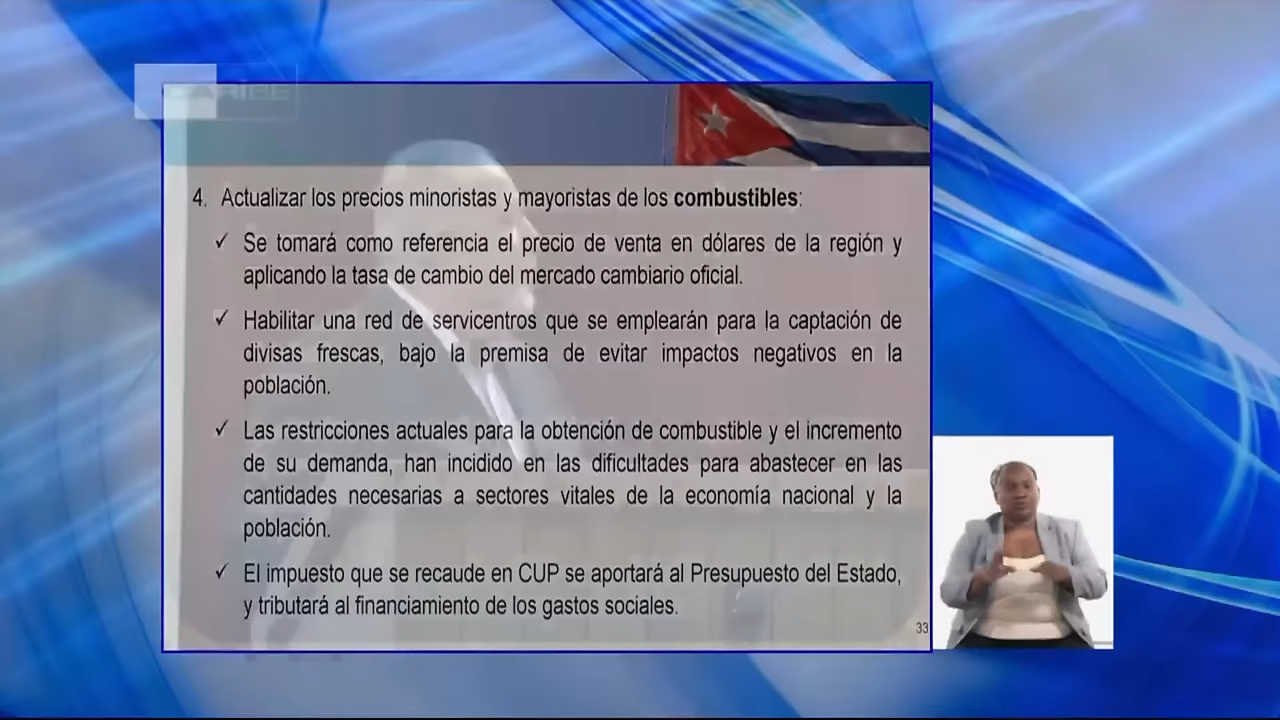 CARIBE
4. Actualizar los precios minoristas y mayoristas de los combustibles:
✓ Se tomará como referencia el precio de venta en dólares de la región y
aplicando la tasa de cambio del mercado cambiario oficial.
✓ Habilitar una red de servicentros que se emplearán para la captación de
divisas frescas, bajo la premisa de evitar impactos negativos en la
población.
✓ Las restricciones actuales para la obtención de combustible y el incremento
de su demanda, han incidido en las dificultades para abastecer en las
cantidades necesarias a sectores vitales de la economía nacional y la
población.
✓ El impuesto que se recaude en CUP se aportará al Presupuesto del Estado,
y tributará al financiamiento de los gastos sociales.
33